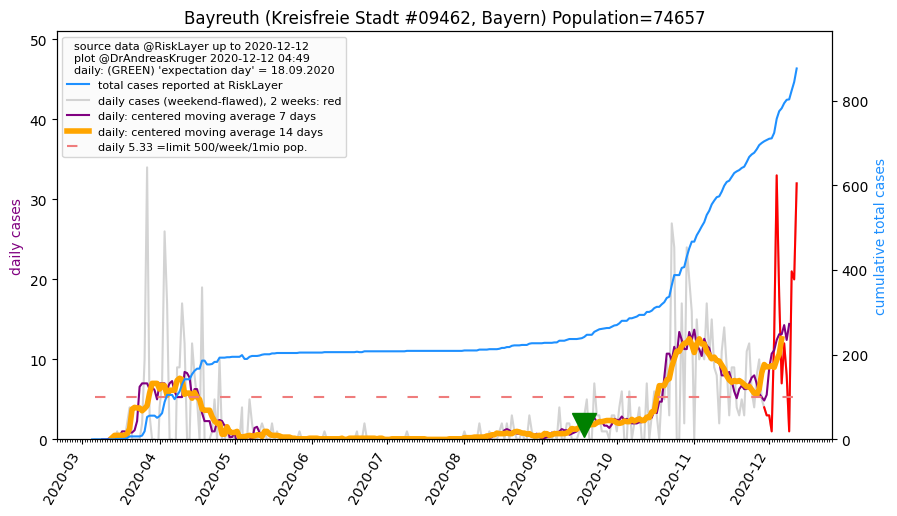 Bayreuth (Kreisfreie Stadt #09462, Bayern) Population=74657
source data @RiskLayer up to 2020-12-12
plot @DrAndreasKruger 2020-12-12 04:49
daily: (GREEN) 'expectation day' = 18.09.2020
total cases reported at RiskLayer
daily cases (weekend-flawed), 2 weeks: red
daily: centered moving average 7 days
daily: centered moving average 14 days
daily 5.33 =limit 500/week/1mio pop.
daily cases
50
40
30
20
10
0
cumulative total cases
800
600
400
200
0
2020-03
2020-04
2020-05
2020-06
2020-07
2020-08
2020-09
2020-10
2020-11
2020-12